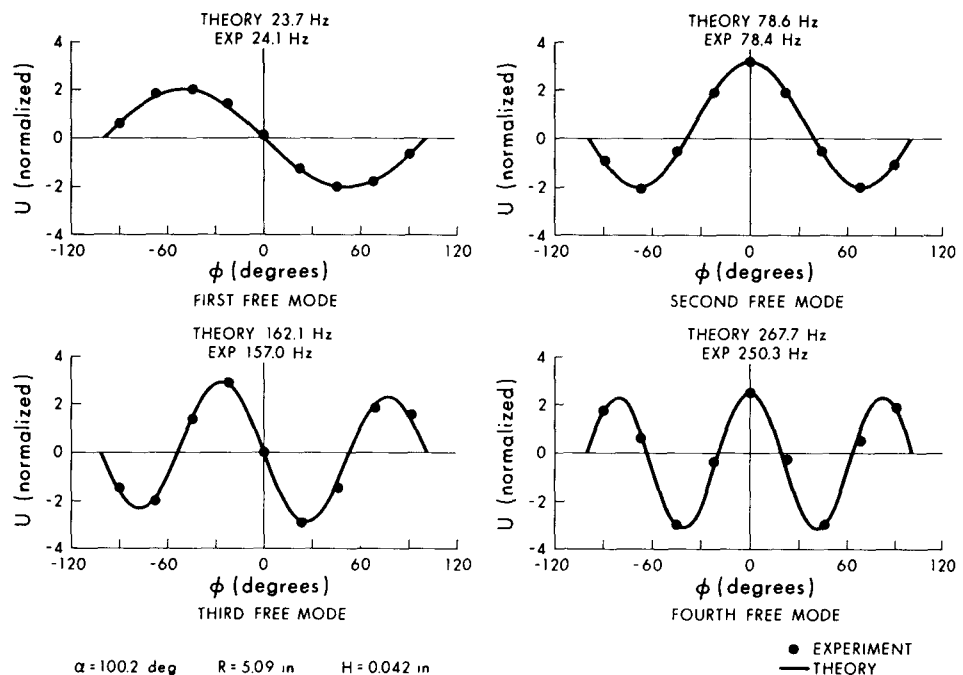 THEORY 23.7 Hz
EXP 24.1 Hz
4
2
0
-2
-4
U (normalized)
-120
-60
0
60
120
φ (degrees)
FIRST FREE MODE
THEORY 78.6 Hz
EXP 78.4 Hz
4
2
0
-2
-4
U (normalized)
-120
-60
0
60
120
φ (degrees)
SECOND FREE MODE
THEORY 162.1 Hz
EXP 157.0 Hz
4
2
0
-2
-4
U (normalized)
-120
-60
0
60
120
φ (degrees)
THIRD FREE MODE
THEORY 267.7 Hz
EXP 250.3 Hz
4
2
0
-2
-4
U (normalized)
-120
-60
0
60
120
φ (degrees)
FOURTH FREE MODE
α = 100.2 deg R = 5.09 in H = 0.042 in
EXPERIMENT
THEORY